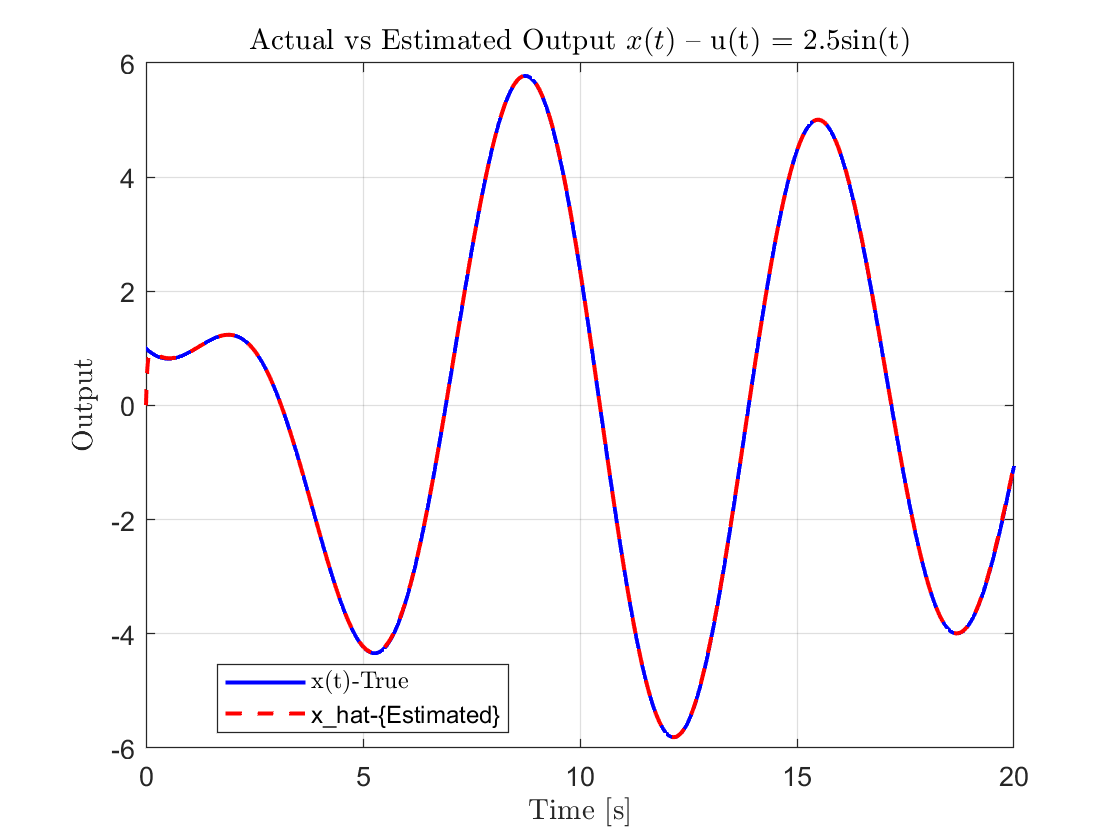 Actual vs Estimated Output x(t) – u(t) = 2.5sin(t)
6
4
2
0
-2
-4
-6
Output
x(t)-True
x_hat-{Estimated}
0 5 10 15 20
Time [s]